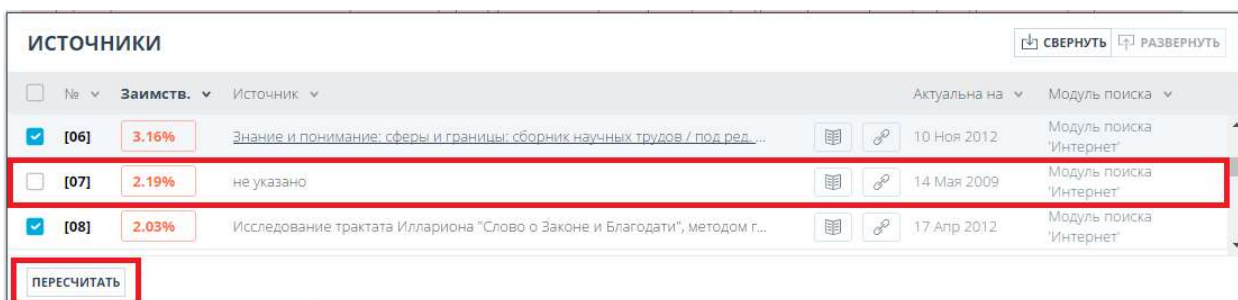 ИСТОЧНИКИ
СВЕРНУТЬ РАЗВЕРНУТЬ
№ Заимств. Источник Актуальна на Модуль поиска
[06] 3.16% Знание и понимание: сферы и границы: сборник научных трудов / под ред. ... 10 Ноя 2012 Модуль поиска
'Интернет'
[07] 2.19% не указано 14 Мая 2009 Модуль поиска
'Интернет'
[08] 2.03% Исследование трактата Иллариона "Слово о Законе и Благодати", методом г... 17 Апр 2012 Модуль поиска
'Интернет'
ПЕРЕСЧИТАТЬ